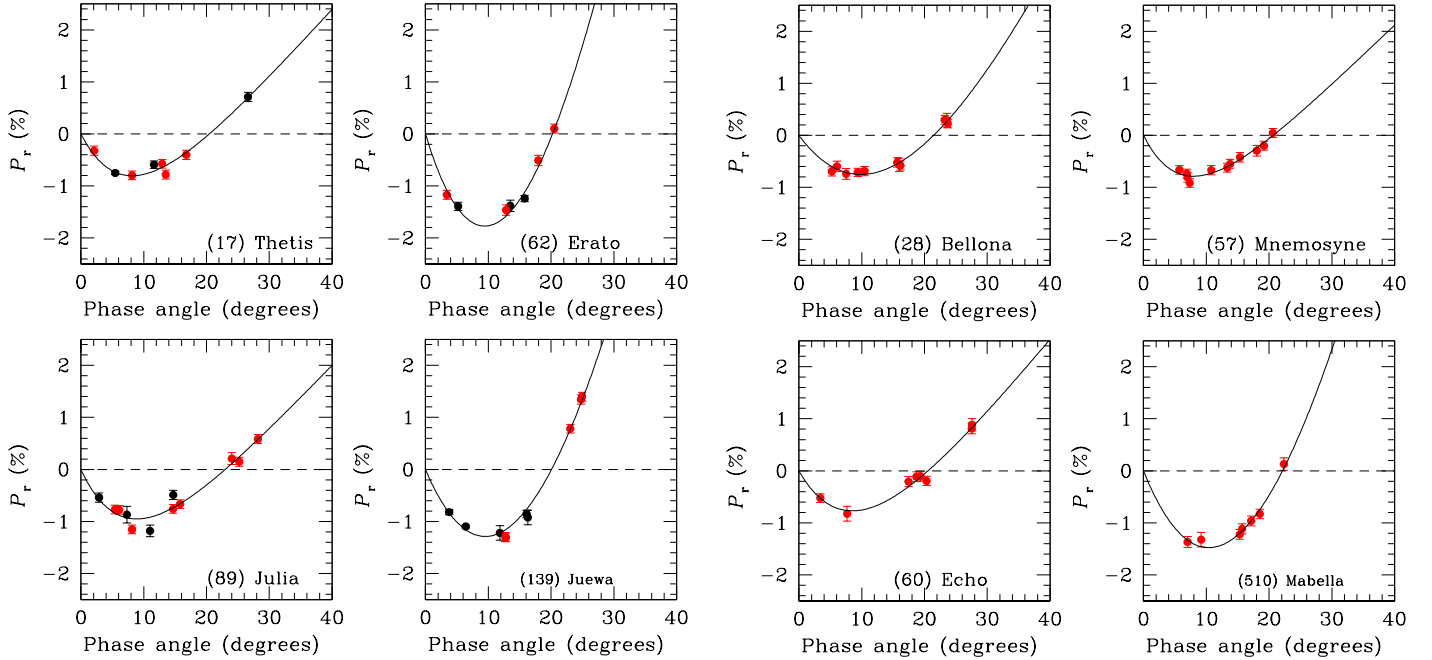 2
1
0
−1
−2
P_r (%)
(17) Thetis
0 10 20 30 40
Phase angle (degrees)
2
1
0
−1
−2
P_r (%)
(62) Erato
0 10 20 30 40
Phase angle (degrees)
2
1
0
−1
−2
P_r (%)
(28) Bellona
0 10 20 30 40
Phase angle (degrees)
2
1
0
−1
−2
P_r (%)
(57) Mnemosyne
0 10 20 30 40
Phase angle (degrees)
2
1
0
−1
−2
P_r (%)
(89) Julia
0 10 20 30 40
Phase angle (degrees)
2
1
0
−1
−2
P_r (%)
(139) Juewa
0 10 20 30 40
Phase angle (degrees)
2
1
0
−1
−2
P_r (%)
(60) Echo
0 10 20 30 40
Phase angle (degrees)
2
1
0
−1
−2
P_r (%)
(510) Mabella
0 10 20 30 40
Phase angle (degrees)